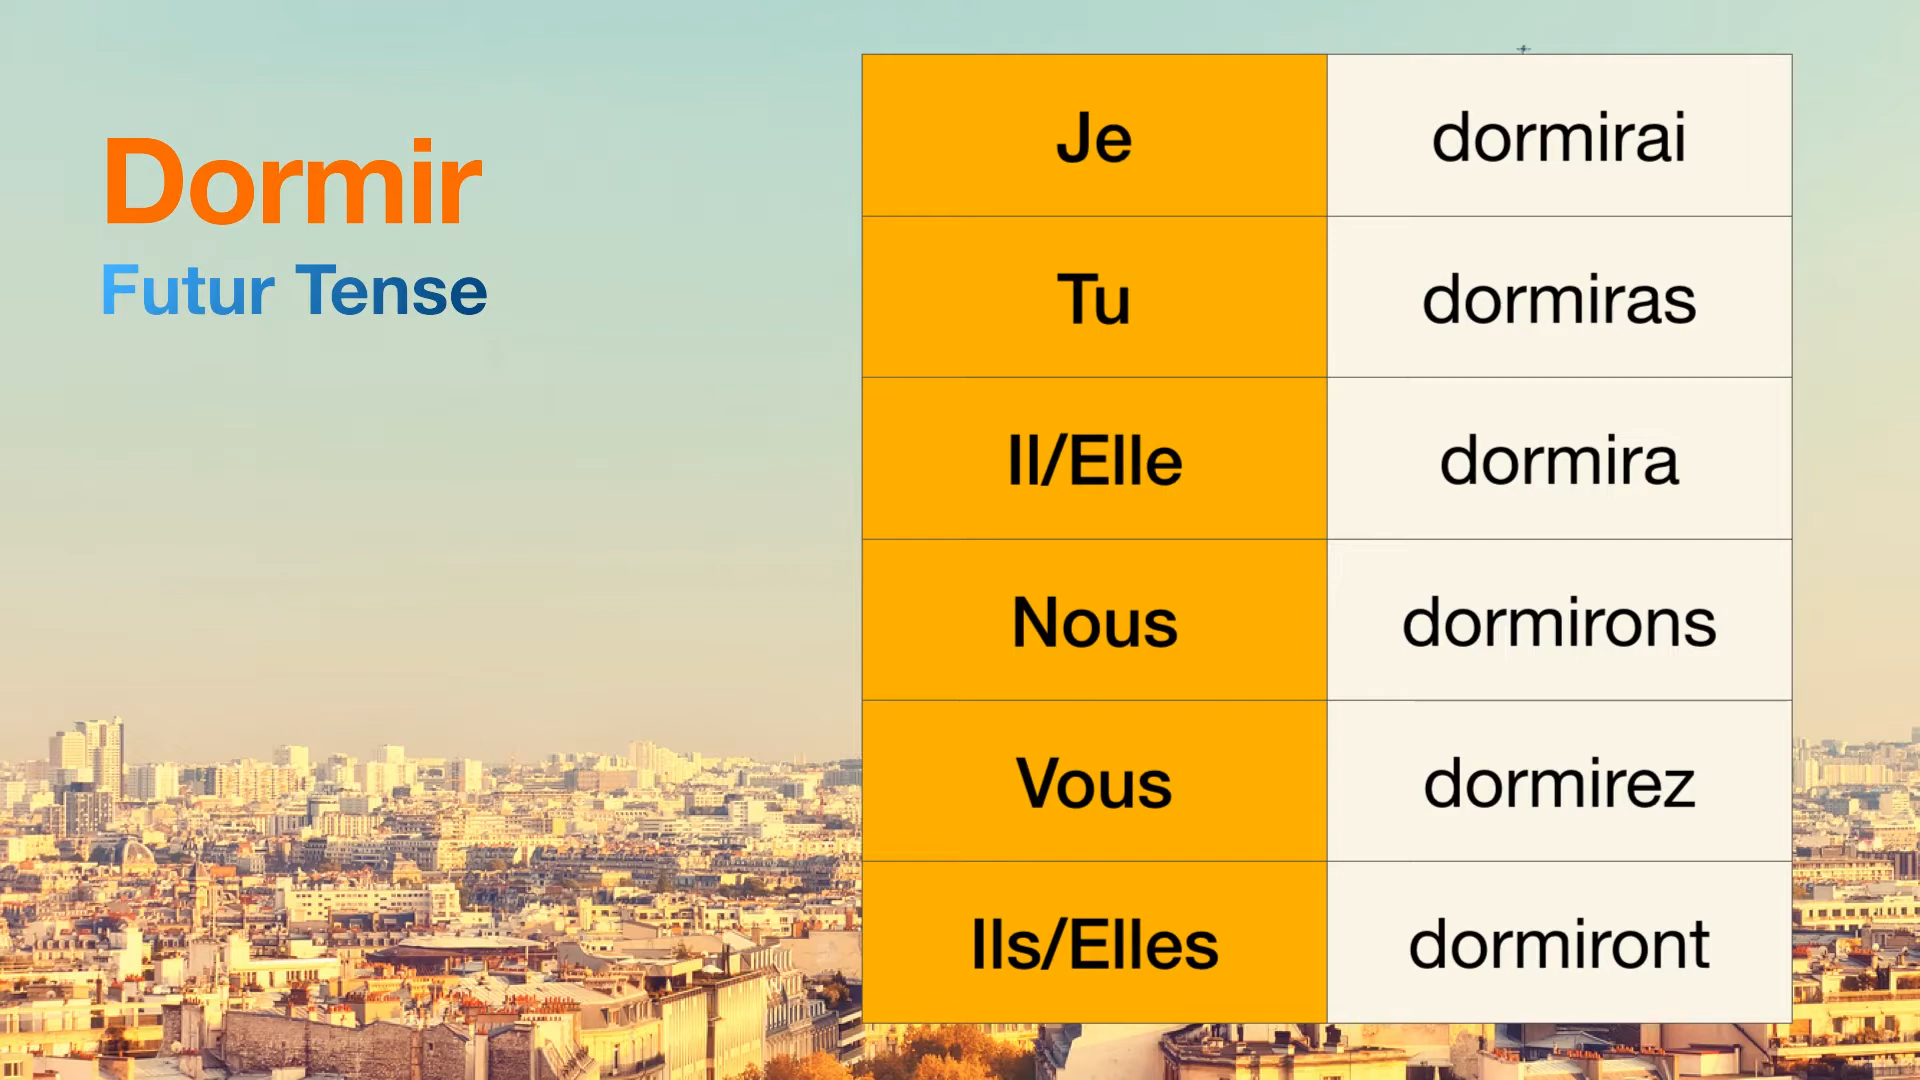 Dormir
Futur Tense
Je dormirai
Tu dormiras
Il/Elle dormira
Nous dormirons
Vous dormirez
Ils/Elles dormiront